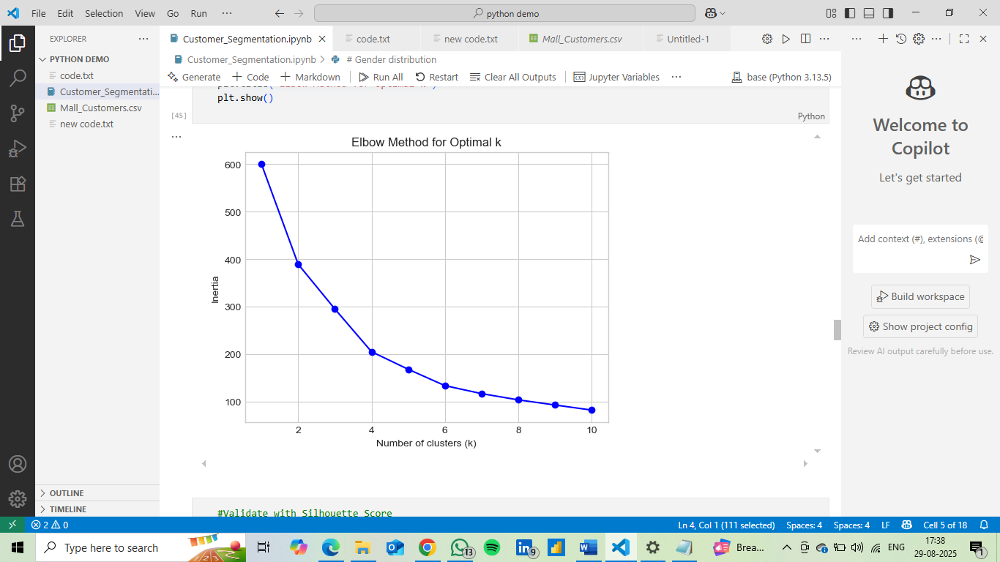 File Edit Selection View Go Run ··· python demo
EXPLORER ···
PYTHON DEMO
code.txt
Customer_Segmentati...
Mall_Customers.csv
new code.txt
OUTLINE
TIMELINE
Customer_Segmentation.ipynb code.txt new code.txt Mall_Customers.csv Untitled-1
Customer_Segmentation.ipynb > # Gender distribution
Generate + Code + Markdown Run All Restart Clear All Outputs Jupyter Variables ··· base (Python 3.13.5)
plt.show()
[45]
Python
Elbow Method for Optimal k
600
500
400
300
200
100
Inertia
2 4 6 8 10
Number of clusters (k)
#Validate with Silhouette Score
Welcome to
Copilot
Let's get started
Add context (#), extensions (@
Build workspace
Show project config
Review AI output carefully before use.
2 0 Ln 4, Col 1 (111 selected) Spaces: 4 Spaces: 4 LF Cell 5 of 18
Type here to search 13 9 Brea... ENG 17:38
29-08-2025
1